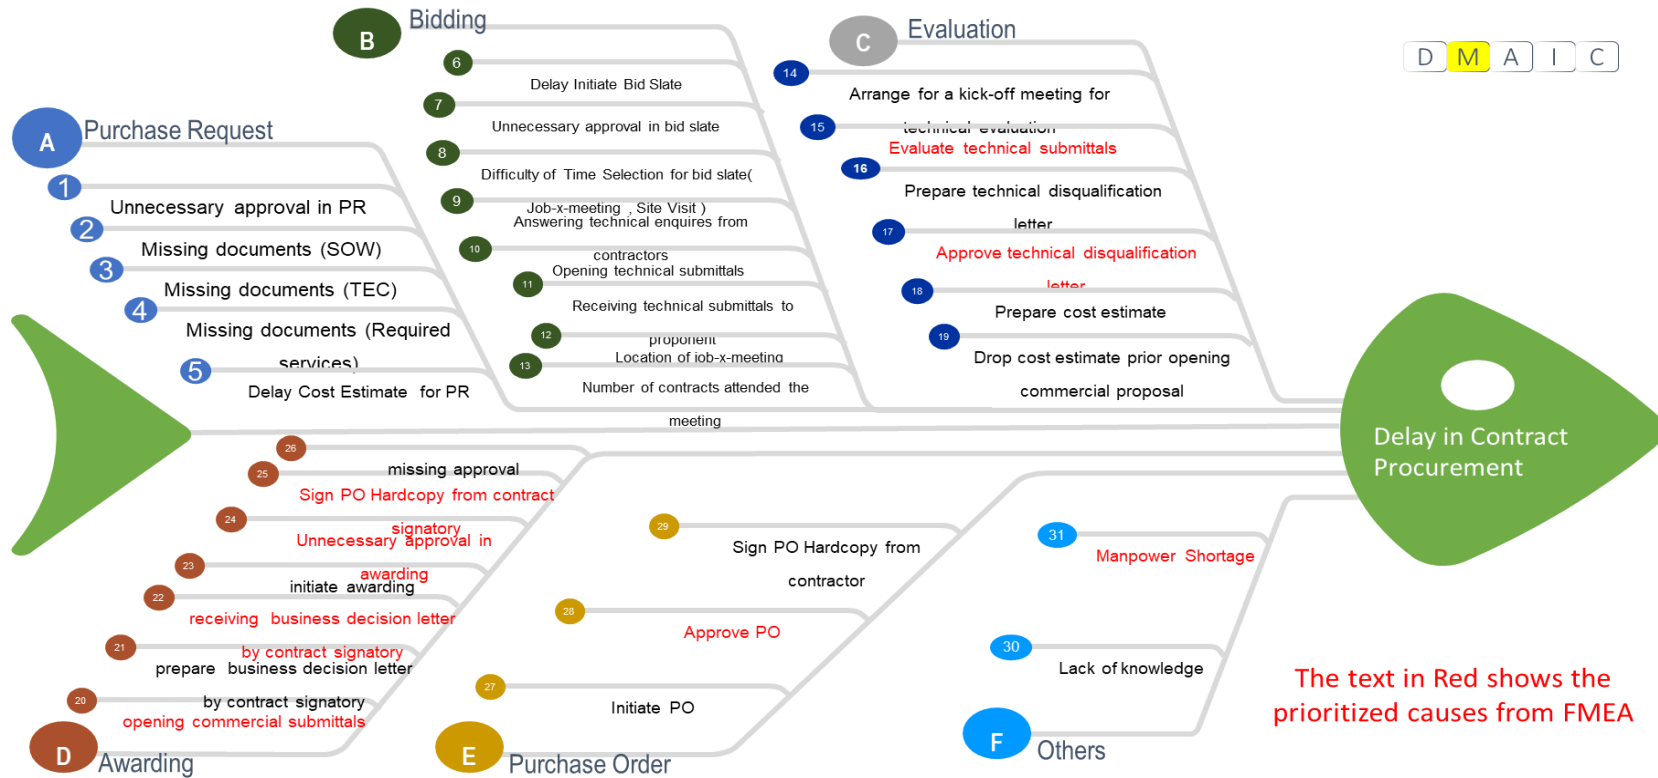 B
Bidding
C
Evaluation
D M A I C
A
Purchase Request
1
Unnecessary approval in PR
2
Missing documents (SOW)
3
Missing documents (TEC)
4
Missing documents (Required
services)
5
Delay Cost Estimate for PR
6
Delay Initiate Bid Slate
7
Unnecessary approval in bid slate
8
Difficulty of Time Selection for bid slate(
Job-x-meeting , Site Visit )
9
Answering technical enquires from
contractors
10
Opening technical submittals
11
Receiving technical submittals to
proponent
12
Location of job-x-meeting
13
Number of contracts attended the
meeting
14
Arrange for a kick-off meeting for
technical evaluation
15
Evaluate technical submittals
16
Prepare technical disqualification
letter
17
Approve technical disqualification
letter
18
Prepare cost estimate
19
Drop cost estimate prior opening
commercial proposal
Delay in Contract
Procurement
26
missing approval
25
Sign PO Hardcopy from contract
signatory
24
Unnecessary approval in
awarding
23
initiate awarding
22
receiving business decision letter
by contract signatory
21
prepare business decision letter
by contract signatory
20
opening commercial submittals
D
Awarding
29
Sign PO Hardcopy from
contractor
28
Approve PO
27
Initiate PO
E
Purchase Order
31
Manpower Shortage
30
Lack of knowledge
F
Others
The text in Red shows the
prioritized causes from FMEA